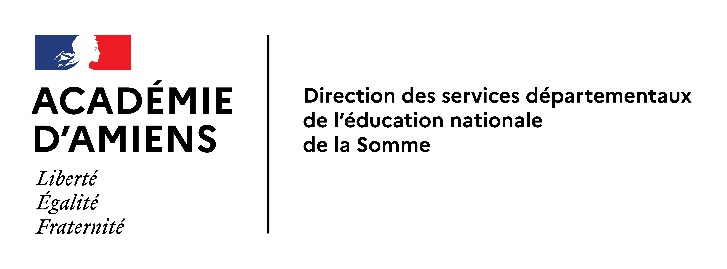 ACADÉMIE
D'AMIENS
Liberté
Égalité
Fraternité
Direction des services départementaux
de l'éducation nationale
de la Somme